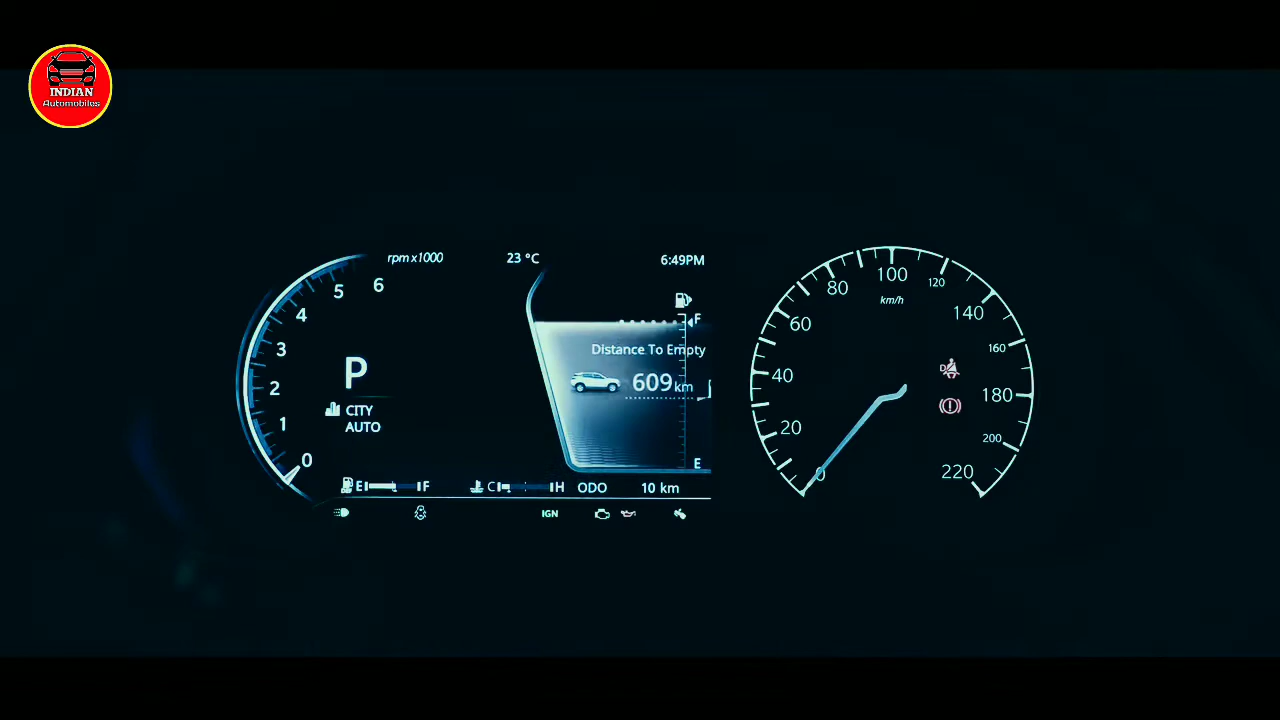 INDIAN
Automobiles
rpm x1000
23 °C
6:49PM
6
5
4
3
2
1
0
P
CITY
AUTO
F
Distance To Empty
609 km
E
E F
C H
ODO 10 km
IGN
0
20
40
60
80
100
120
140
160
180
200
220
km/h